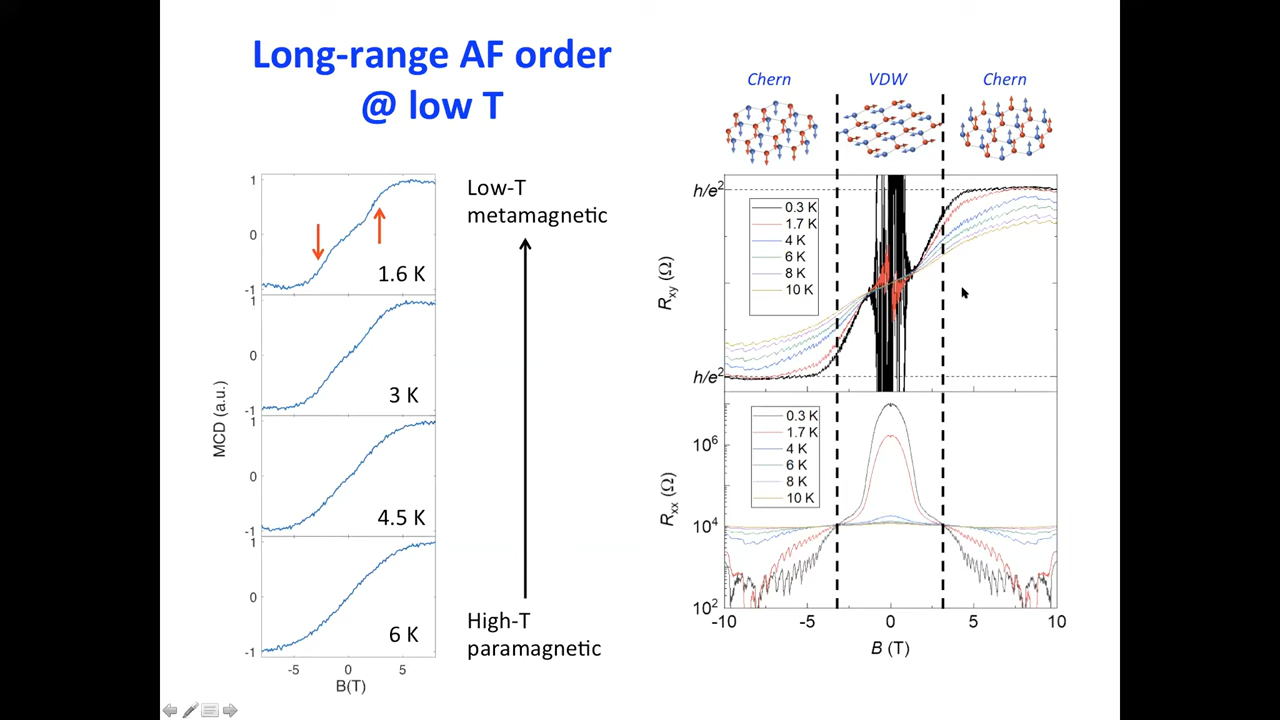 Long-range AF order
@ low T
1
0
-1
1.6 K
1
0
-1
3 K
1
0
-1
4.5 K
1
0
-1
6 K
-5
0
5
B(T)
MCD (a.u.)
Low-T
metamagnetic
High-T
paramagnetic
Chern
VDW
Chern
h/e²
h/e²
Rxy (Ω)
0.3 K
1.7 K
4 K
6 K
8 K
10 K
10⁶
10⁴
10²
Rxx (Ω)
0.3 K
1.7 K
4 K
6 K
8 K
10 K
-10
-5
0
5
10
B (T)